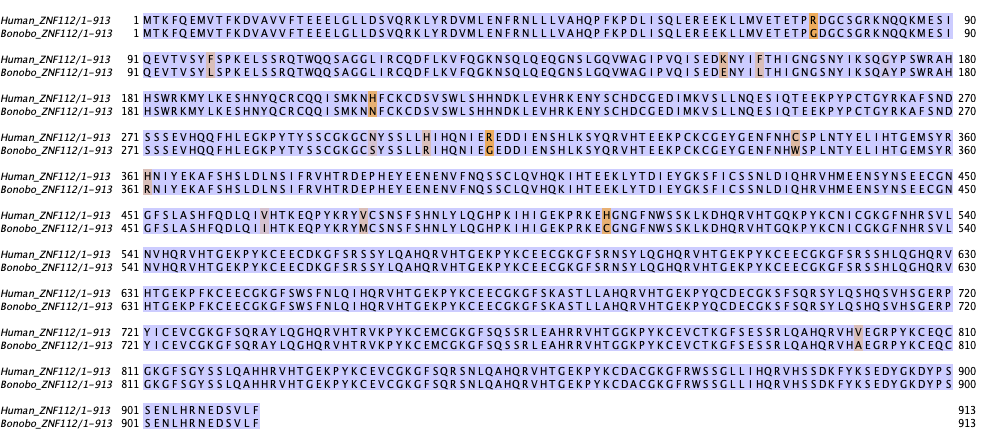 Human_ZNF112/1-913 1 MTKFQEMVTFKDVAVVFTEEELGLLDSVQRKLYRDVMLENFRNLLLVAHQPFKPDLISQLEREEKLLMVETETPRDGCSGRKNQQKMESI 90
Bonobo_ZNF112/1-913 1 MTKFQEMVTFKDVAVVFTEEELGLLDSVQRKLYRDVMLENFRNLLLVAHQPFKPDLISQLEREEKLLMVETETPGDGCSGRKNQQKMESI 90
Human_ZNF112/1-913 91 QEVTVSYFSPKELSSRQTWQQSAGGLIRCQDFLKVFQGKNSQLQEQGNSLGQVWAGIPVQISEDKNYIFTHIGNGSNYIKSQGYPSWRAH 180
Bonobo_ZNF112/1-913 91 QEVTVSYLSPKELSSRQTWQQSAGGLIRCQDFLKVFQGKNSQLQEQGNSLGQVWAGIPVQISEDENYILTHIGNGSNYIKSQAYPSWRAH 180
Human_ZNF112/1-913 181 HSWRKMYLKESHNYQCRCQQISMKNHFCKCDSVSWLSHHNDKLEVHRKENYSCHDCGEDIMKVSLLNQESIQTEEKPYPCTGYRKAFSND 270
Bonobo_ZNF112/1-913 181 HSWRKMYLKESHNYQCRCQQISMKNNFCKCDSVSWLSHHNDKLEVHRKENYSCHDCGEDIMKVSLLNQESIQTEEKPYPCTGYRKAFSND 270
Human_ZNF112/1-913 271 SSSEVHQQFHLEGKPYTYSSCGKGCNYSSLLHIHQNIEREDDIENSHLKSYQRVHTEEKPCKCGEYGENFNHCSPLNTYELIHTGEMSYR 360
Bonobo_ZNF112/1-913 271 SSSEVHQQFHLEGKPYTYSSCGKGCSYSSLLRIHQNIEGEDDIENSHLKSYQRVHTEEKPCKCGEYGENFNHWSPLNTYELIHTGEMSYR 360
Human_ZNF112/1-913 361 HNIYEKAFSHSLDLNSIFRVHTRDEPHEYEENENVFNQSSCLQVHQKIHTEEKLYTDIEYGKSFICSSNLDIQHRVHMEENSYNSEECGN 450
Bonobo_ZNF112/1-913 361 RNIYEKAFSHSLDLNSIFRVHTRDEPHEYEENENVFNQSSCLQVHQKIHTEEKLYTDIEYGKSFICSSNLDIQHRVHMEENSYNSEECGN 450
Human_ZNF112/1-913 451 GFSLASHFQDLQIVHTKEQPYKRYVCSNSFSHNLYLQGHPKIHIGEKPRKEHGNGFNWSSKLKDHQRVHTGQKPYKCNICGKGFNHRSVL 540
Bonobo_ZNF112/1-913 451 GFSLASHFQDLQIIHTKEQPYKRYMCSNSFSHNLYLQGHPKIHIGEKPRKECGNGFNWSSKLKDHQRVHTGQKPYKCNICGKGFNHRSVL 540
Human_ZNF112/1-913 541 NVHQRVHTGEKPYKCEECDKGFSRSSYLQAHQRVHTGEKPYKCEECGKGFSRNSYLQGHQRVHTGEKPYKCEECGKGFSRSSHLQGHQRV 630
Bonobo_ZNF112/1-913 541 NVHQRVHTGEKPYKCEECDKGFSRSSYLQAHQRVHTGEKPYKCEECGKGFSRNSYLQGHQRVHTGEKPYKCEECGKGFSRSSHLQGHQRV 630
Human_ZNF112/1-913 631 HTGEKPFKCEECGKGFSWSFNLQIHQRVHTGEKPYKCEECGKGFSKASTLLAHQRVHTGEKPYQCDECGKSFSQRSYLQSHQSVHSGERP 720
Bonobo_ZNF112/1-913 631 HTGEKPYKCEECGKGFSWSFNLQIHQRVHTGEKPYKCEECGKGFSKASTLLAHQRVHTGEKPYQCDECGKSFSQRSYLQSHQSVHSGERP 720
Human_ZNF112/1-913 721 YICEVCGKGFSQRAYLQGHQRVHTRVKPYKCEMCGKGFSQSSRLEAHRRVHTGGKPYKCEVCTKGFSESSRLQAHQRVHVEGRPYKCEQC 810
Bonobo_ZNF112/1-913 721 YICEVCGKGFSQRAYLQGHQRVHTRVKPYKCEMCGKGFSQSSRLEAHRRVHTGGKPYKCEVCTKGFSESSRLQAHQRVHAEGRPYKCEQC 810
Human_ZNF112/1-913 811 GKGFSGYSSLQAHHRVHTGEKPYKCEVCGKGFSQRSNLQAHQRVHTGEKPYKCDACGKGFRWSSGLLIHQRVHSSDKFYKSEDYGKDYPS 900
Bonobo_ZNF112/1-913 811 GKGFSGYSSLQAHHRVHTGEKPYKCEVCGKGFSQRSNLQAHQRVHTGEKPYKCDACGKGFRWSSGLLIHQRVHSSDKFYKSEDYGKDYPS 900
Human_ZNF112/1-913 901 SENLHRNEDSVLF 913
Bonobo_ZNF112/1-913 901 SENLHRNEDSVLF 913